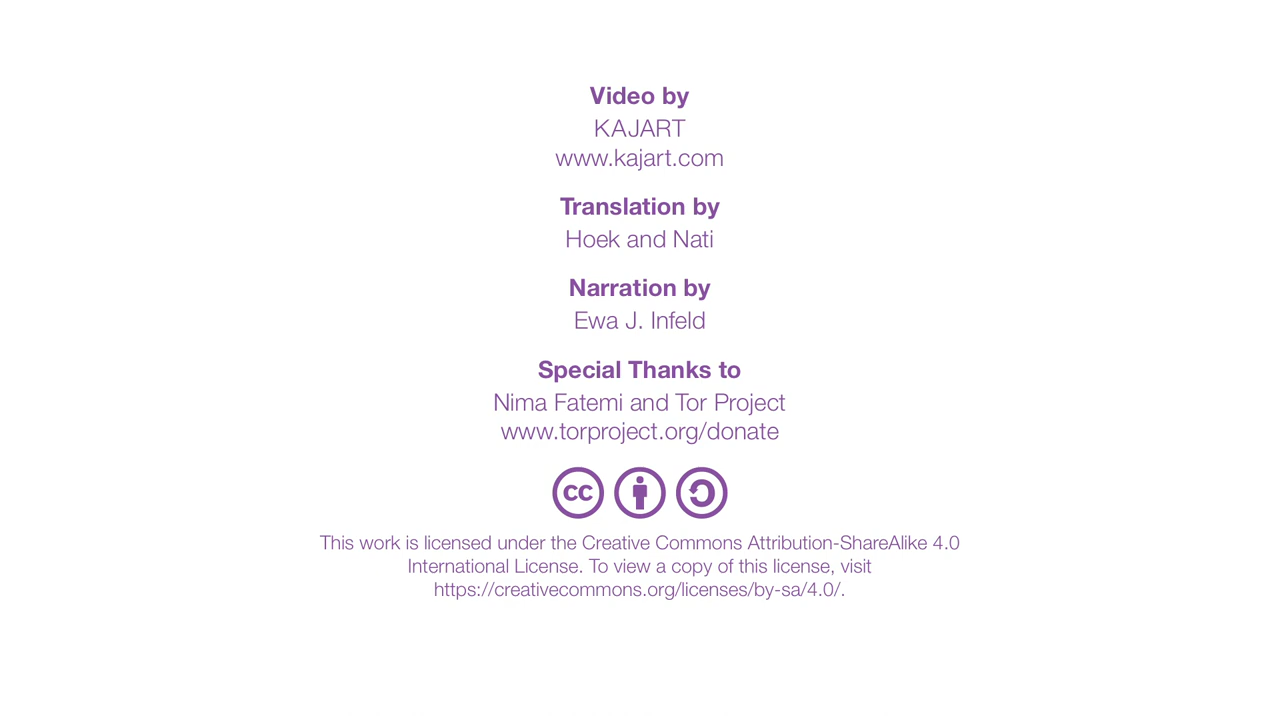 Video by
KAJART
www.kajart.com
Translation by
Hoek and Nati
Narration by
Ewa J. Infeld
Special Thanks to
Nima Fatemi and Tor Project
www.torproject.org/donate
cc
This work is licensed under the Creative Commons Attribution-ShareAlike 4.0
International License. To view a copy of this license, visit
https://creativecommons.org/licenses/by-sa/4.0/.